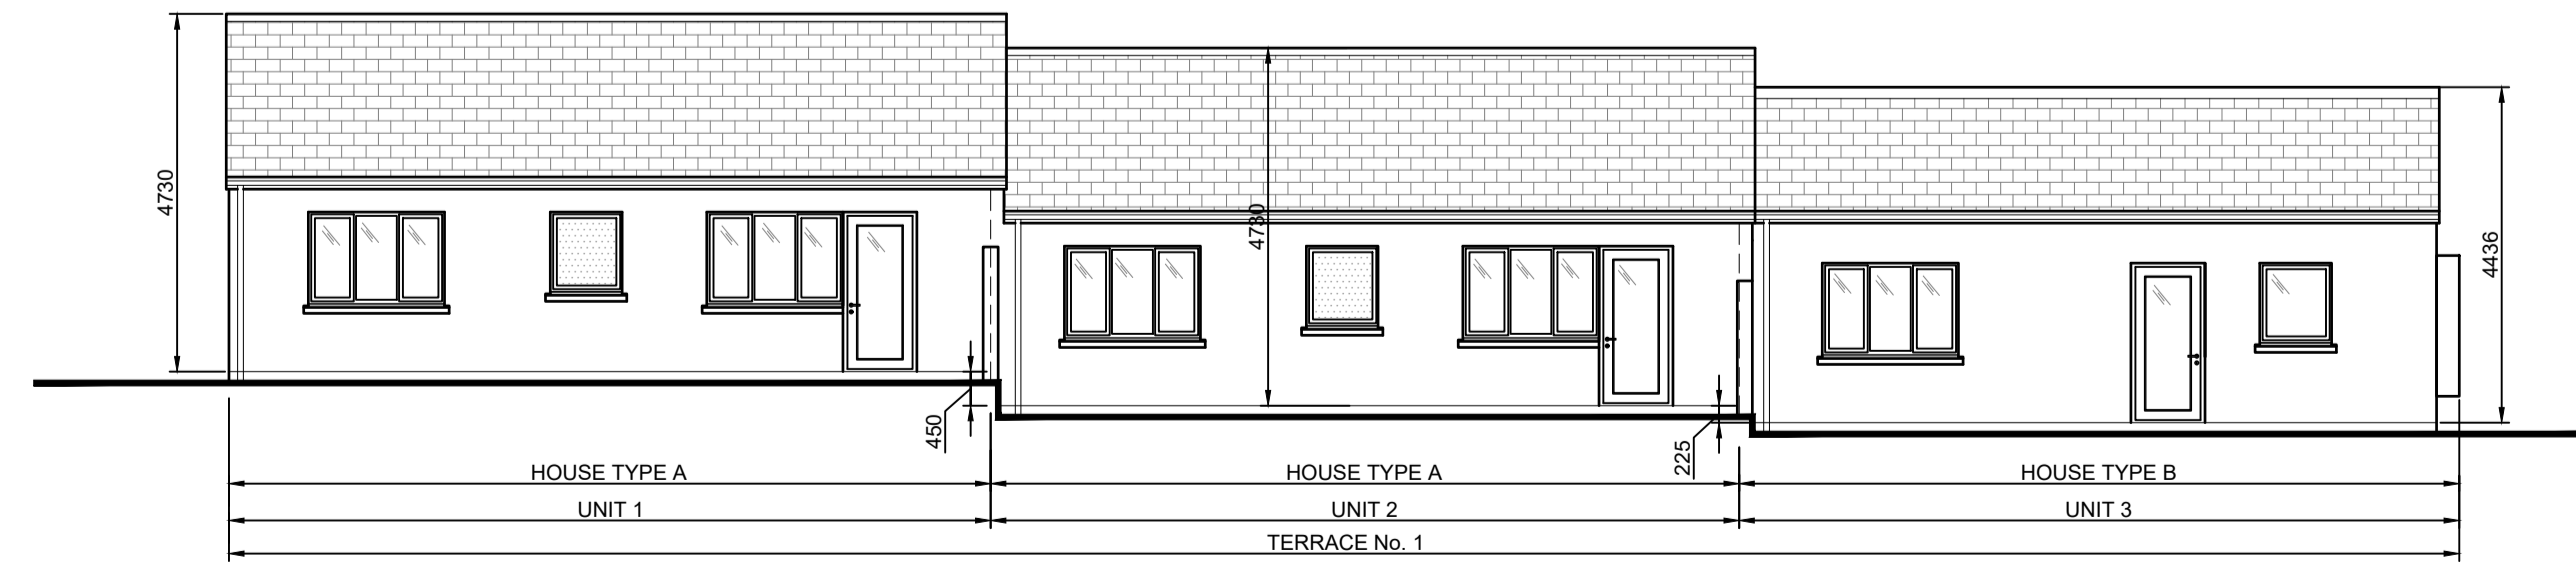 4730
4730
4436
450
225
HOUSE TYPE A
HOUSE TYPE A
HOUSE TYPE B
UNIT 1
UNIT 2
UNIT 3
TERRACE No. 1